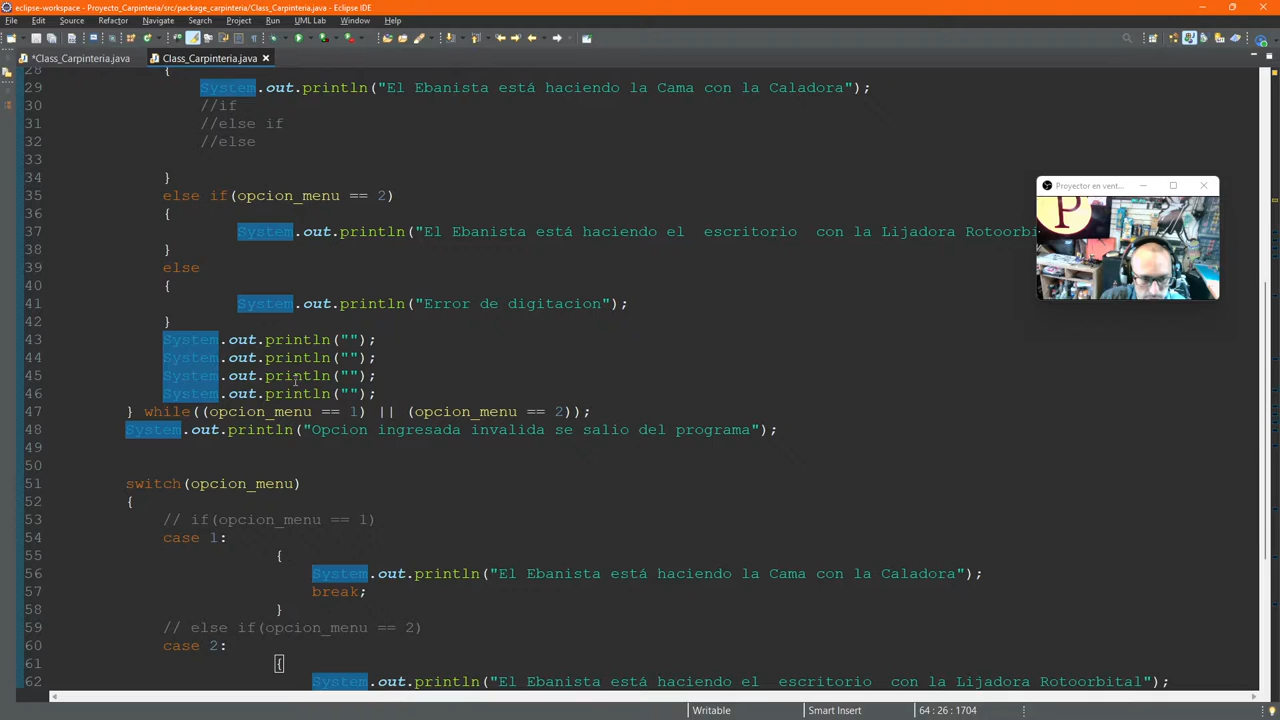 eclipse-workspace - Proyecto_Carpinteria/src/package_carpinteria/Class_Carpinteria.java - Eclipse IDE
File Edit Source Refactor Navigate Search Project Run UML Lab Window Help
*Class_Carpinteria.java Class_Carpinteria.java
28 {
29 System.out.println("El Ebanista está haciendo la Cama con la Caladora");
30 //if
31 //else if
32 //else
33
34 }
35 else if(opcion_menu == 2)
36 {
37 System.out.println("El Ebanista está haciendo el  escritorio  con la Lijadora Rotoorbi
38 }
39 else
40 {
41 System.out.println("Error de digitacion");
42 }
43 System.out.println("");
44 System.out.println("");
45 System.out.println("");
46 System.out.println("");
47 } while((opcion_menu == 1) || (opcion_menu == 2));
48 System.out.println("Opcion ingresada invalida se salio del programa");
49
50
51 switch(opcion_menu)
52 {
53 // if(opcion_menu == 1)
54 case 1:
55 {
56 System.out.println("El Ebanista está haciendo la Cama con la Caladora");
57 break;
58 }
59 // else if(opcion_menu == 2)
60 case 2:
61 {
62 System.out.println("El Ebanista está haciendo el  escritorio  con la Lijadora Rotoorbital");
Proyector en vent...
P
Writable Smart Insert 64 : 26 : 1704